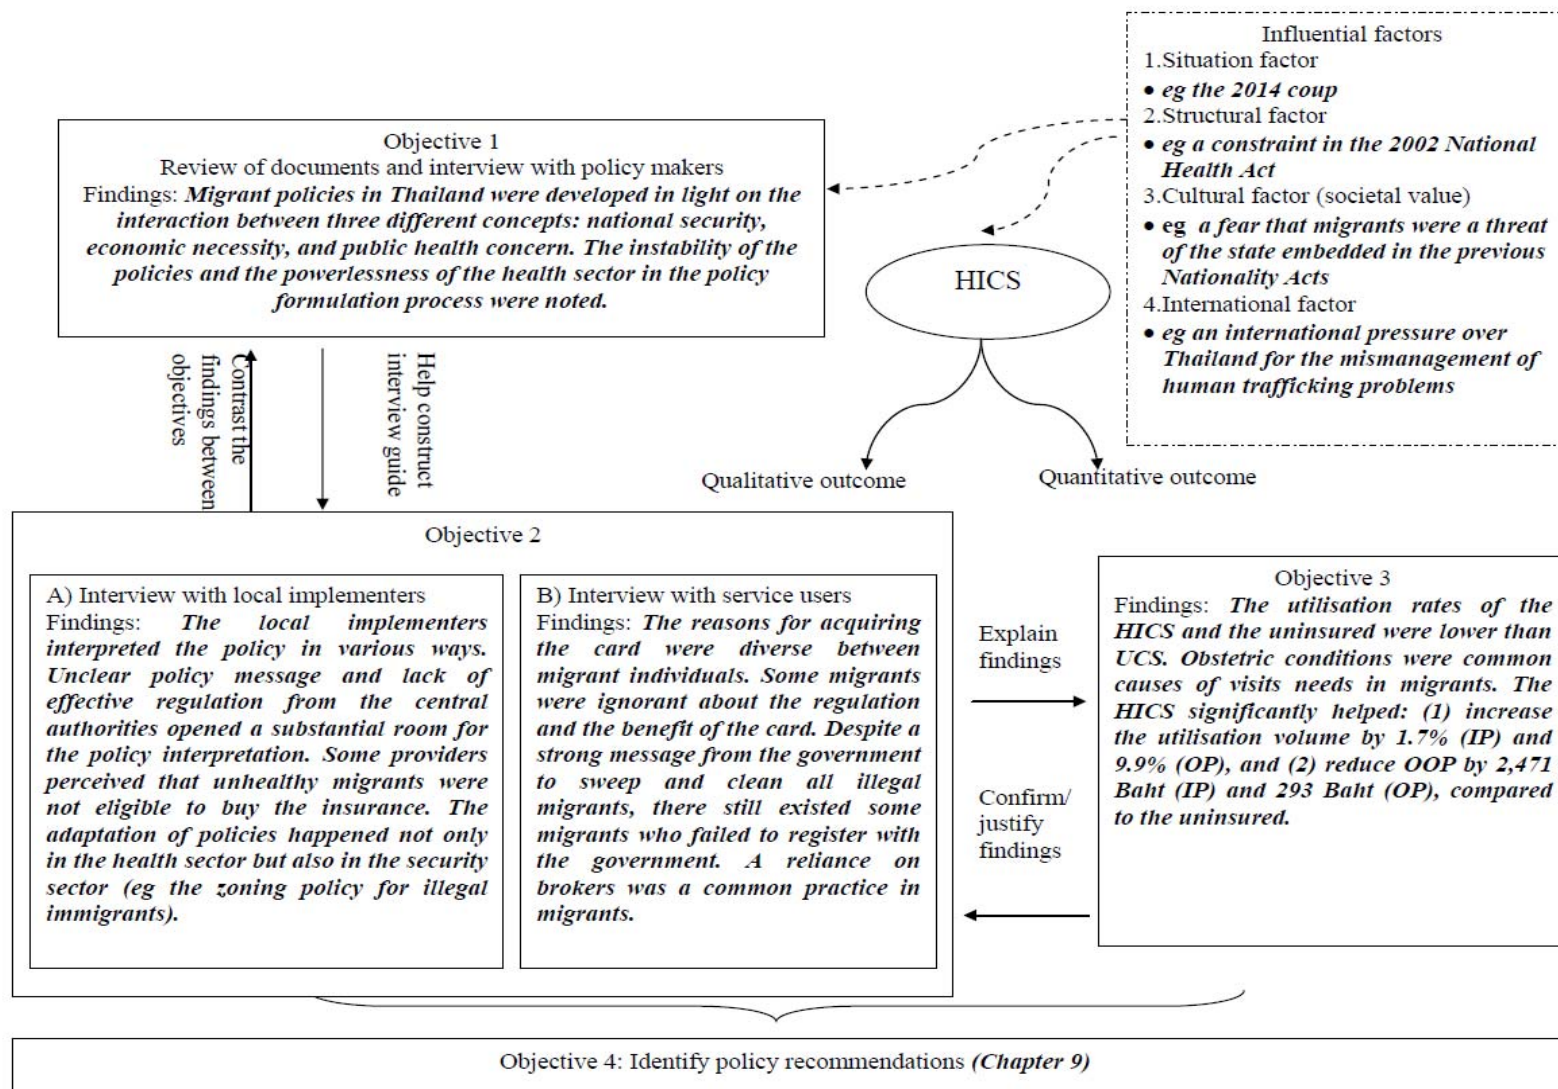 Influential factors
1.Situation factor
• eg the 2014 coup
2.Structural factor
• eg a constraint in the 2002 National
Health Act
3.Cultural factor (societal value)
• eg a fear that migrants were a threat
of the state embedded in the previous
Nationality Acts
4.International factor
• eg an international pressure over
Thailand for the mismanagement of
human trafficking problems
Objective 1
Review of documents and interview with policy makers
Findings: Migrant policies in Thailand were developed in light on the
interaction between three different concepts: national security,
economic necessity, and public health concern. The instability of the
policies and the powerlessness of the health sector in the policy
formulation process were noted.
HICS
Qualitative outcome
Quantitative outcome
Contrast the
findings between
objectives
Help construct
interview guide
Objective 2
A) Interview with local implementers
Findings: The local implementers
interpreted the policy in various ways.
Unclear policy message and lack of
effective regulation from the central
authorities opened a substantial room for
the policy interpretation. Some providers
perceived that unhealthy migrants were
not eligible to buy the insurance. The
adaptation of policies happened not only
in the health sector but also in the security
sector (eg the zoning policy for illegal
immigrants).
B) Interview with service users
Findings: The reasons for acquiring
the card were diverse between
migrant individuals. Some migrants
were ignorant about the regulation
and the benefit of the card. Despite a
strong message from the government
to sweep and clean all illegal
migrants, there still existed some
migrants who failed to register with
the government. A reliance on
brokers was a common practice in
migrants.
Explain
findings
Confirm/
justify
findings
Objective 3
Findings: The utilisation rates of the
HICS and the uninsured were lower than
UCS. Obstetric conditions were common
causes of visits needs in migrants. The
HICS significantly helped: (1) increase
the utilisation volume by 1.7% (IP) and
9.9% (OP), and (2) reduce OOP by 2,471
Baht (IP) and 293 Baht (OP), compared
to the uninsured.
Objective 4: Identify policy recommendations (Chapter 9)